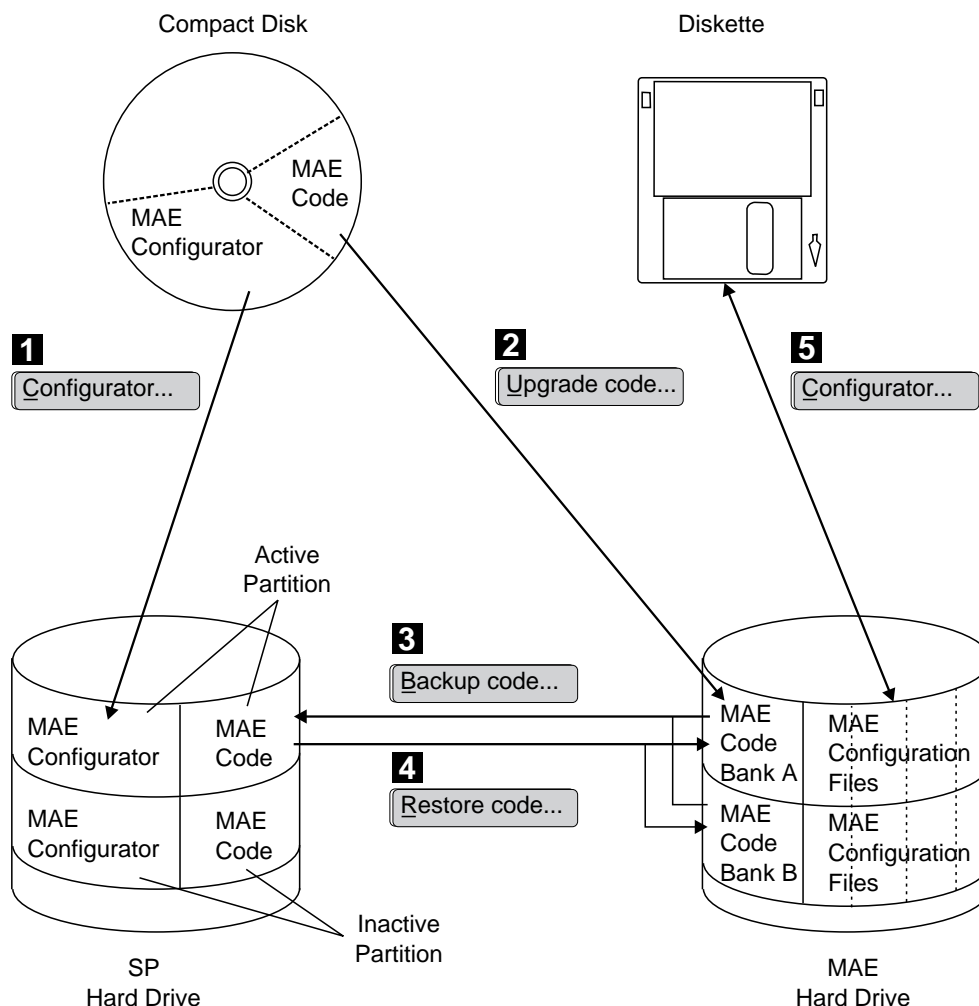 Compact Disk
Diskette
MAE
Code
MAE
Configurator
1
Configurator...
2
Upgrade code...
5
Configurator...
Active
Partition
3
Backup code...
4
Restore code...
MAE
Configurator
MAE
Code
MAE
Configurator
MAE
Code
MAE
Code
Bank A
MAE
Configuration
Files
MAE
Code
Bank B
MAE
Configuration
Files
Inactive
Partition
SP
Hard Drive
MAE
Hard Drive